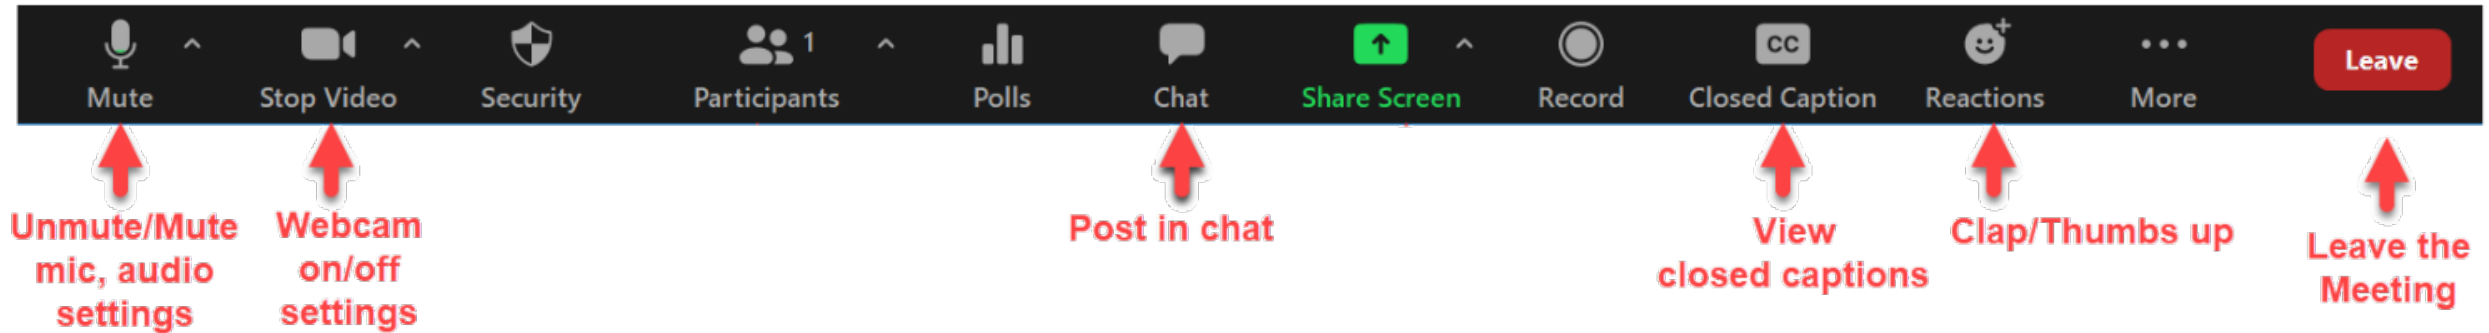 1
CC
Leave
Mute
Stop Video
Security
Participants
Polls
Chat
Share Screen
Record
Closed Caption
Reactions
More
Unmute/Mute
mic, audio
settings
Webcam
on/off
settings
Post in chat
View
closed captions
Clap/Thumbs up
Leave the
Meeting